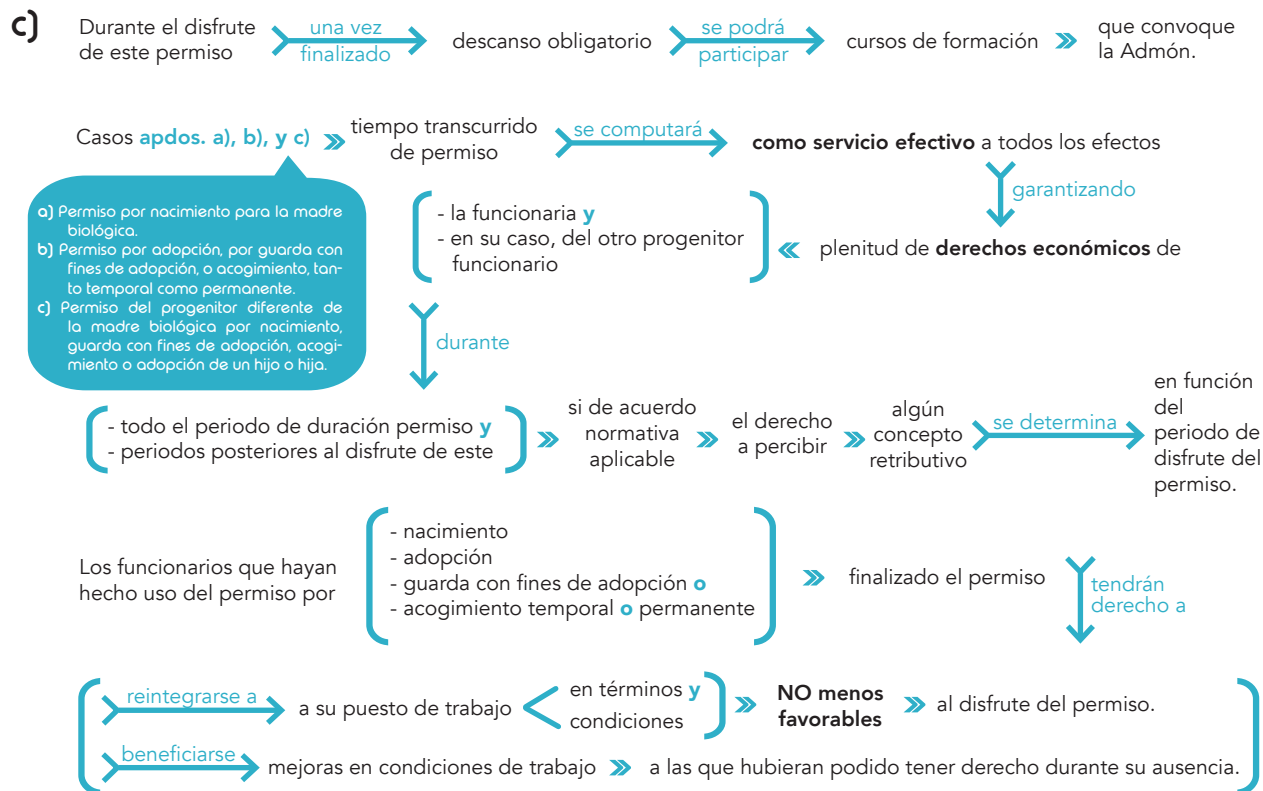 c)
Durante el disfrute
de este permiso
una vez
finalizado
descanso obligatorio
se podrá
participar
cursos de formación
que convoque
la Admón.
Casos apdos. a), b), y c)
tiempo transcurrido
de permiso
se computará
como servicio efectivo a todos los efectos
garantizando
a) Permiso por nacimiento para la madre
biológica.
b) Permiso por adopción, por guarda con
fines de adopción, o acogimiento, tan-
to temporal como permanente.
c) Permiso del progenitor diferente de
la madre biológica por nacimiento,
guarda con fines de adopción, acogi-
miento o adopción de un hijo o hija.
plenitud de derechos económicos de
- la funcionaria y
- en su caso, del otro progenitor
funcionario
durante
- todo el periodo de duración permiso y
- periodos posteriores al disfrute de este
si de acuerdo
normativa
aplicable
el derecho
a percibir
algún
concepto
retributivo
se determina
en función
del
periodo de
disfrute del
permiso.
Los funcionarios que hayan
hecho uso del permiso por
- nacimiento
- adopción
- guarda con fines de adopción o
- acogimiento temporal o permanente
finalizado el permiso
tendrán
derecho a
reintegrarse a
a su puesto de trabajo
en términos y
condiciones
NO menos
favorables
al disfrute del permiso.
beneficiarse
mejoras en condiciones de trabajo
a las que hubieran podido tener derecho durante su ausencia.